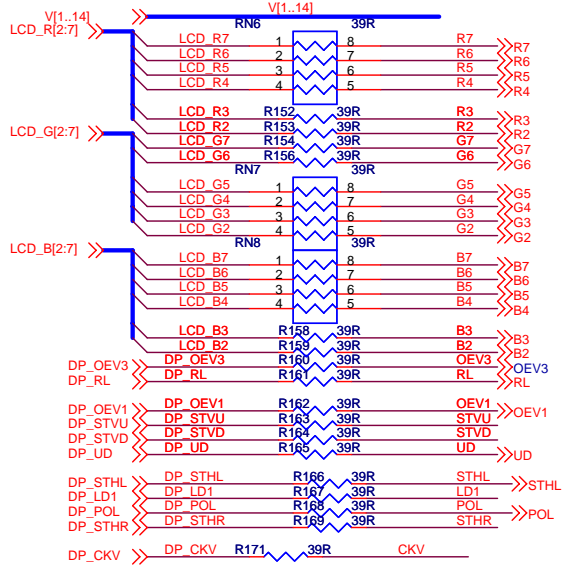 V[1..14] V[1..14]
LCD_R[2:7] RN6 39R
LCD_R7 1 8 R7 R7
LCD_R6 2 7 R6 R6
LCD_R5 3 6 R5 R5
LCD_R4 4 5 R4 R4
LCD_R3 R152 39R R3 R3
LCD_G[2:7] LCD_R2 R153 39R R2 R2
LCD_G7 R154 39R G7 G7
LCD_G6 R156 39R G6 G6
RN7 39R
LCD_G5 1 8 G5 G5
LCD_G4 2 7 G4 G4
LCD_G3 3 6 G3 G3
LCD_G2 4 5 G2 G2
LCD_B[2:7] RN8 39R
LCD_B7 1 8 B7 B7
LCD_B6 2 7 B6 B6
LCD_B5 3 6 B5 B5
LCD_B4 4 5 B4 B4
LCD_B3 R158 39R B3 B3
LCD_B2 R159 39R B2 B2
DP_OEV3 DP_OEV3 R160 39R OEV3 OEV3
DP_RL DP_RL R161 39R RL RL
DP_OEV1 DP_OEV1 R162 39R OEV1 OEV1
DP_STVU DP_STVU R163 39R STVU
DP_STVD DP_STVD R164 39R STVD
DP_UD DP_UD R165 39R UD UD
DP_STHL DP_STHL R166 39R STHL STHL
DP_LD1 DP_LD1 R167 39R LD1
DP_POL DP_POL R168 39R POL POL
DP_STHR DP_STHR R169 39R STHR
DP_CKV DP_CKV R171 39R CKV